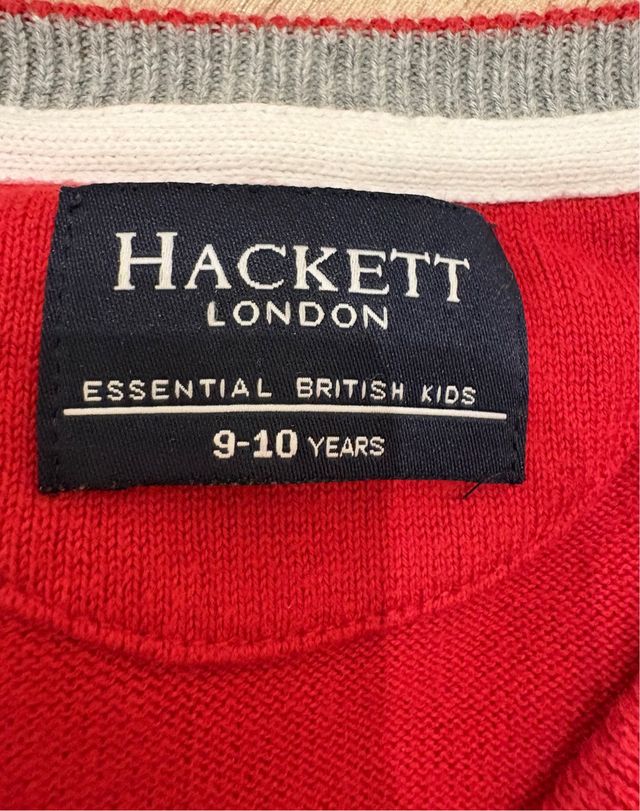 HACKETT
LONDON
ESSENTIAL BRITISH KIDS
9-10 YEARS